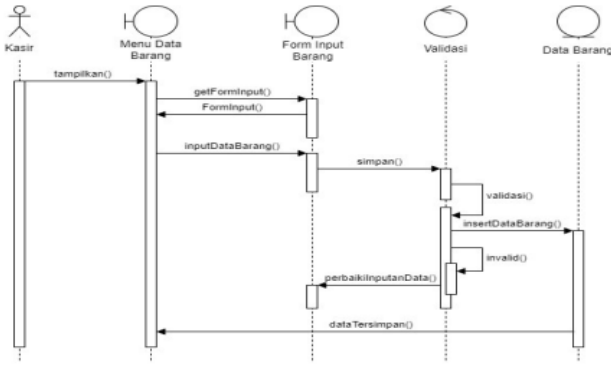 Kasir
Menu Data
Barang
Form Input
Barang
Validasi
Data Barang
tampilkan()
getFormInput()
FormInput()
inputDataBarang()
simpan()
validasi()
insertDataBarang()
invalid()
perbaikiInputanData()
dataTersimpan()